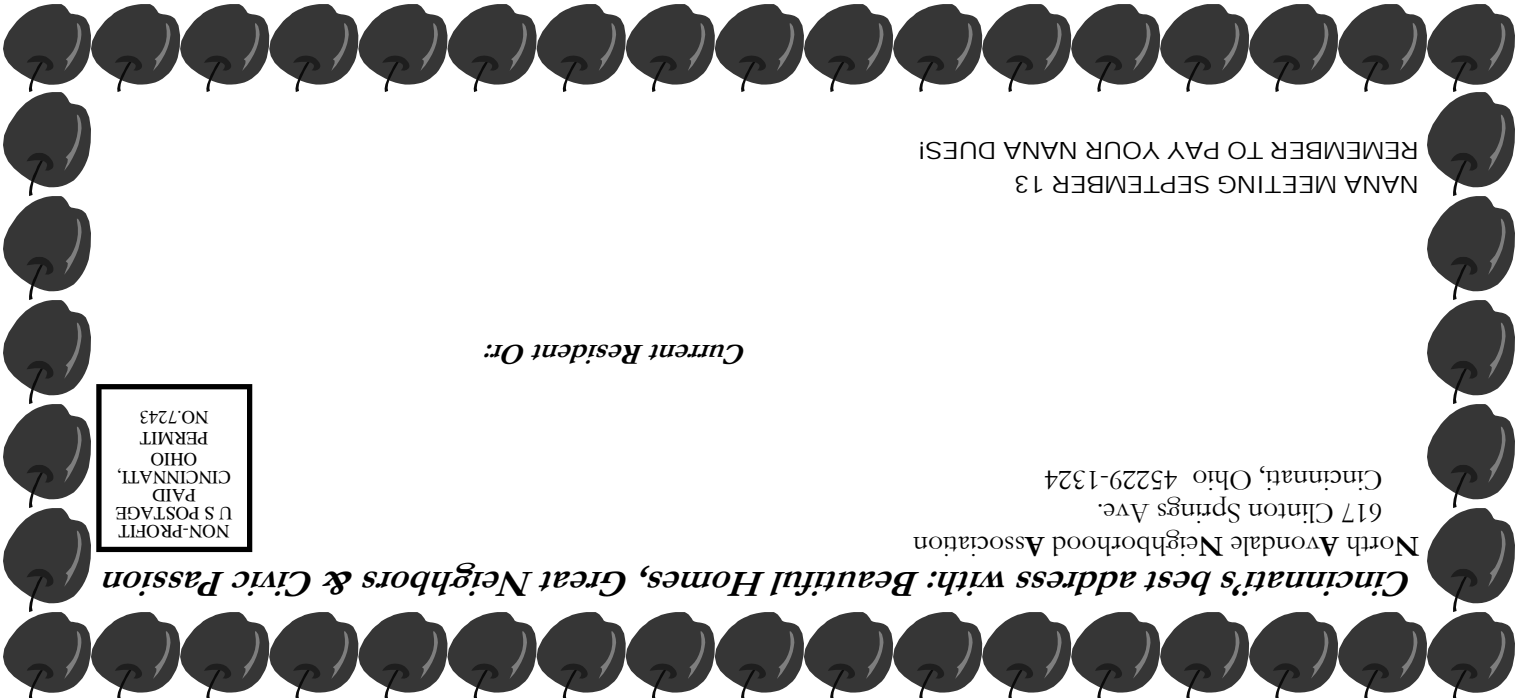 Cincinnati's best address with: Beautiful Homes, Great Neighbors & Civic Passion
North Avondale Neighborhood Association
617 Clinton Springs Ave.
Cincinnati, Ohio 45229-1324
NON-PROFIT
U S POSTAGE
PAID
CINCINNATI,
OHIO
PERMIT
NO.7243
Current Resident Or:
NANA MEETING SEPTEMBER 13
REMEMBER TO PAY YOUR NANA DUES!